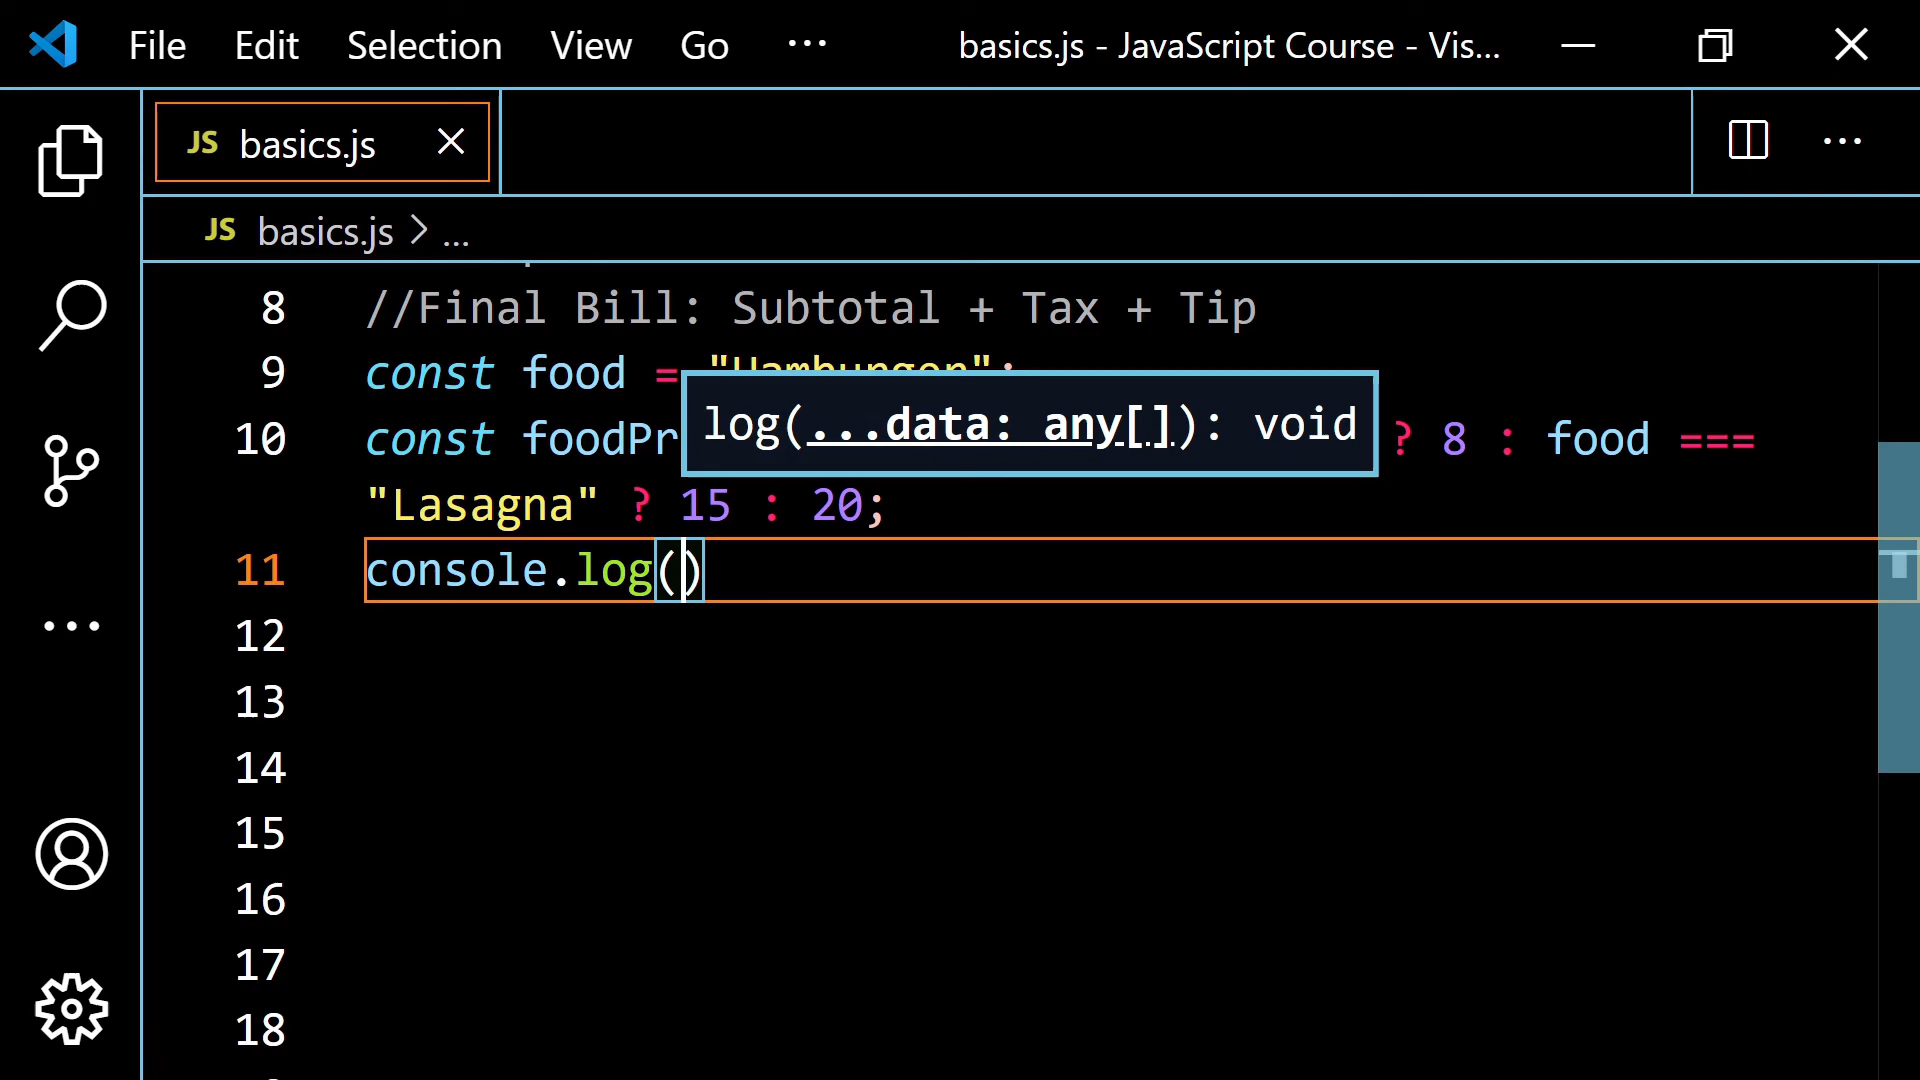 File Edit Selection View Go ... basics.js - JavaScript Course - Vis...
JS basics.js
JS basics.js > ...
8 //Final Bill: Subtotal + Tax + Tip
9 const food =
log(...data: any[]): void
10 const foodPr ? 8 : food ===
"Lasagna" ? 15 : 20;
11 console.log()
12
13
14
15
16
17
18